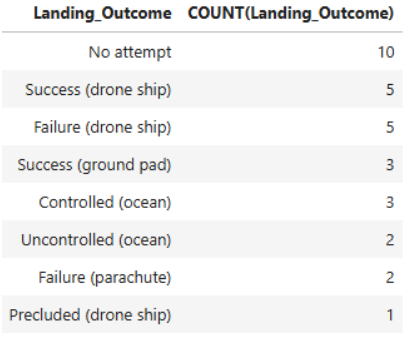 Landing_Outcome COUNT(Landing_Outcome)
No attempt 10
Success (drone ship) 5
Failure (drone ship) 5
Success (ground pad) 3
Controlled (ocean) 3
Uncontrolled (ocean) 2
Failure (parachute) 2
Precluded (drone ship) 1